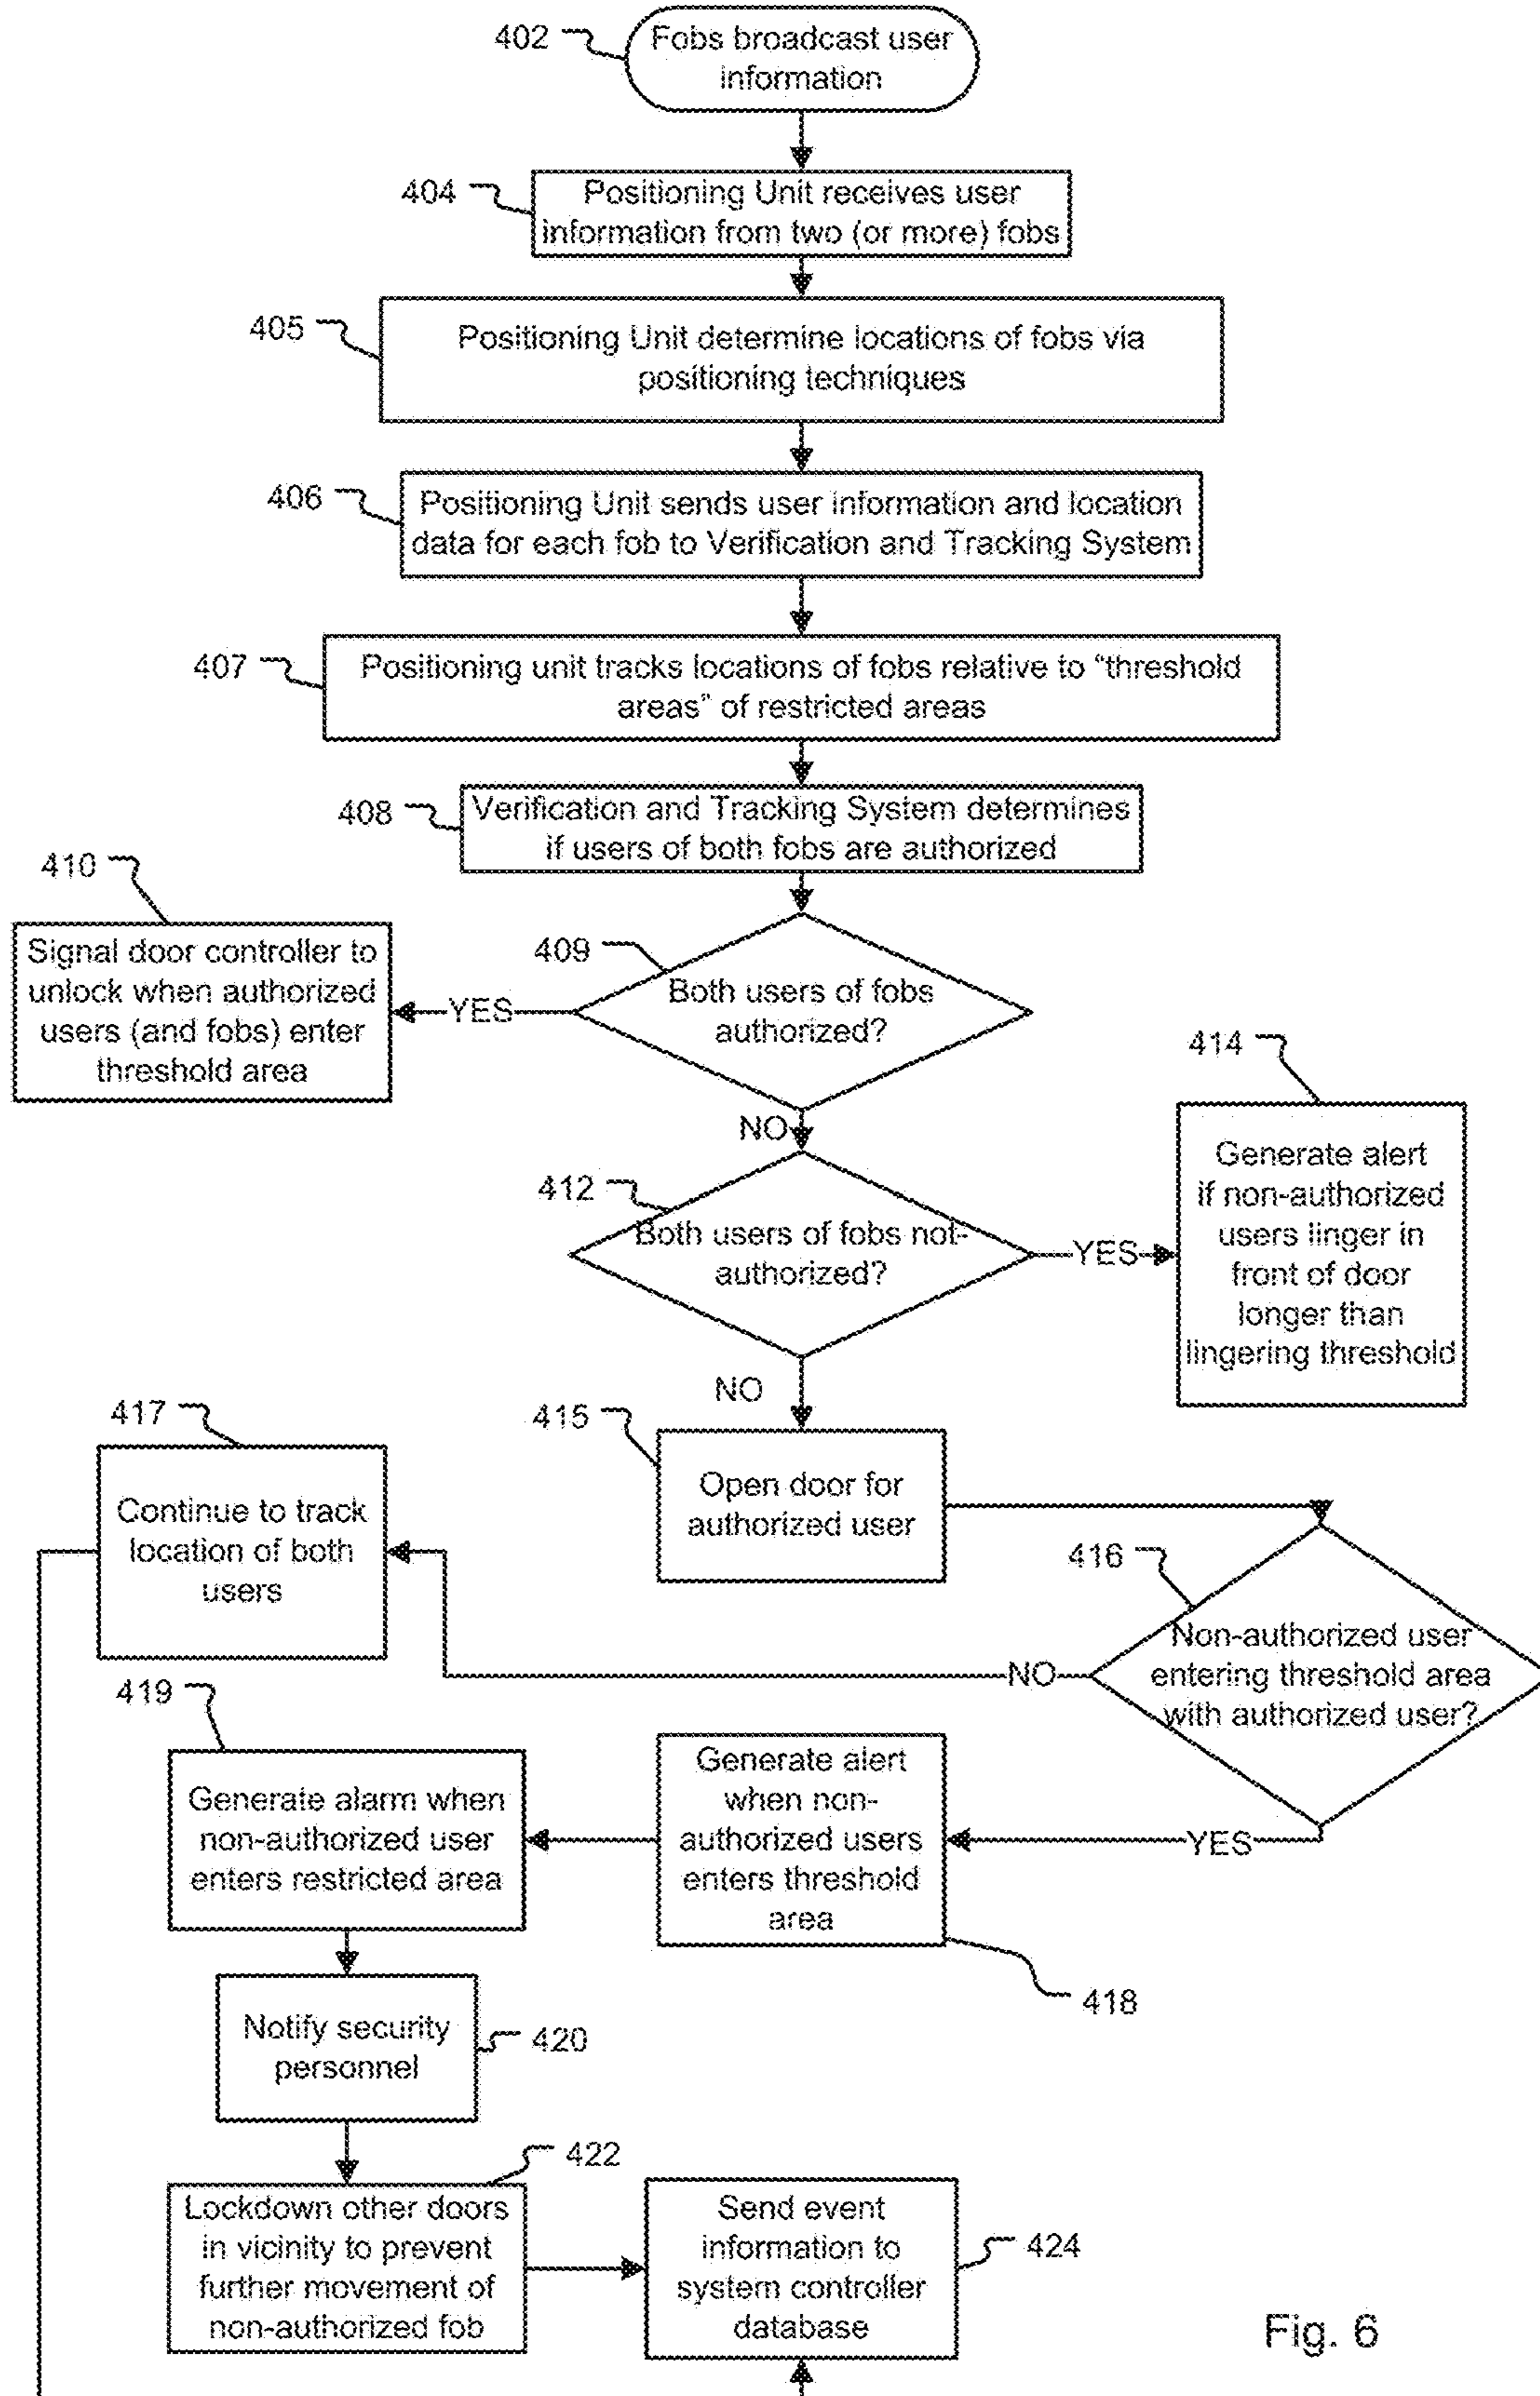 402
Fobs broadcast user
information
404
Positioning Unit receives user
information from two (or more) fobs
405
Positioning Unit determine locations of fobs via
positioning techniques
406
Positioning Unit sends user information and location
data for each fob to Verification and Tracking System
407
Positioning unit tracks locations of fobs relative to “threshold
areas” of restricted areas
408
Verification and Tracking System determines
if users of both fobs are authorized
410
Signal door controller to
unlock when authorized
users (and fobs) enter
threshold area
YES
409
Both users of fobs
authorized?
NO
412
Both users of fobs not-
authorized?
YES
414
Generate alert
if non-authorized
users linger in
front of door
longer than
lingering threshold
NO
415
Open door for
authorized user
416
Non-authorized user
entering threshold area
with authorized user?
NO
417
Continue to track
location of both
users
YES
418
Generate alert
when non-
authorized users
enters threshold
area
419
Generate alarm when
non-authorized user
enters restricted area
420
Notify security
personnel
422
Lockdown other doors
in vicinity to prevent
further movement of
non-authorized fob
424
Send event
information to
system controller
database
Fig. 6